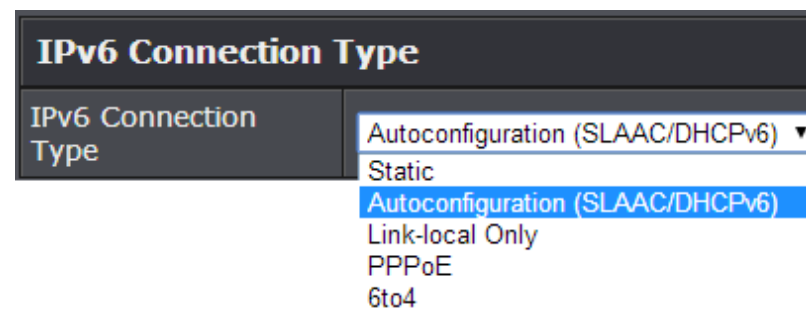 IPv6 Connection Type
IPv6 Connection
Type
Autoconfiguration (SLAAC/DHCPv6)
Static
Autoconfiguration (SLAAC/DHCPv6)
Link-local Only
PPPoE
6to4